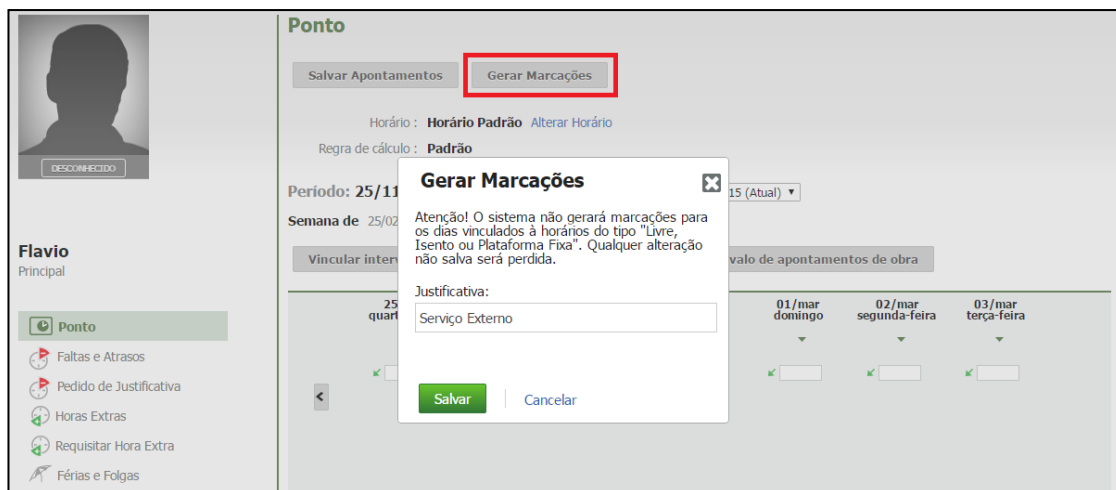 Ponto
Salvar Apontamentos Gerar Marcações
Horário : Horário Padrão Alterar Horário
Regra de cálculo : Padrão
DESCONHECIDO
Flavio
Principal
Ponto
Faltas e Atrasos
Pedido de Justificativa
Horas Extras
Requisitar Hora Extra
Férias e Folgas
Período: 25/11 15 (Atual)
Semana de 25/02
Vincular interv valo de apontamentos de obra
25 01/mar 02/mar 03/mar
quart domingo segunda-feira terça-feira
Gerar Marcações
Atenção! O sistema não gerará marcações para
os dias vinculados à horários do tipo "Livre,
Isento ou Plataforma Fixa". Qualquer alteração
não salva será perdida.
Justificativa:
Serviço Externo
Salvar Cancelar